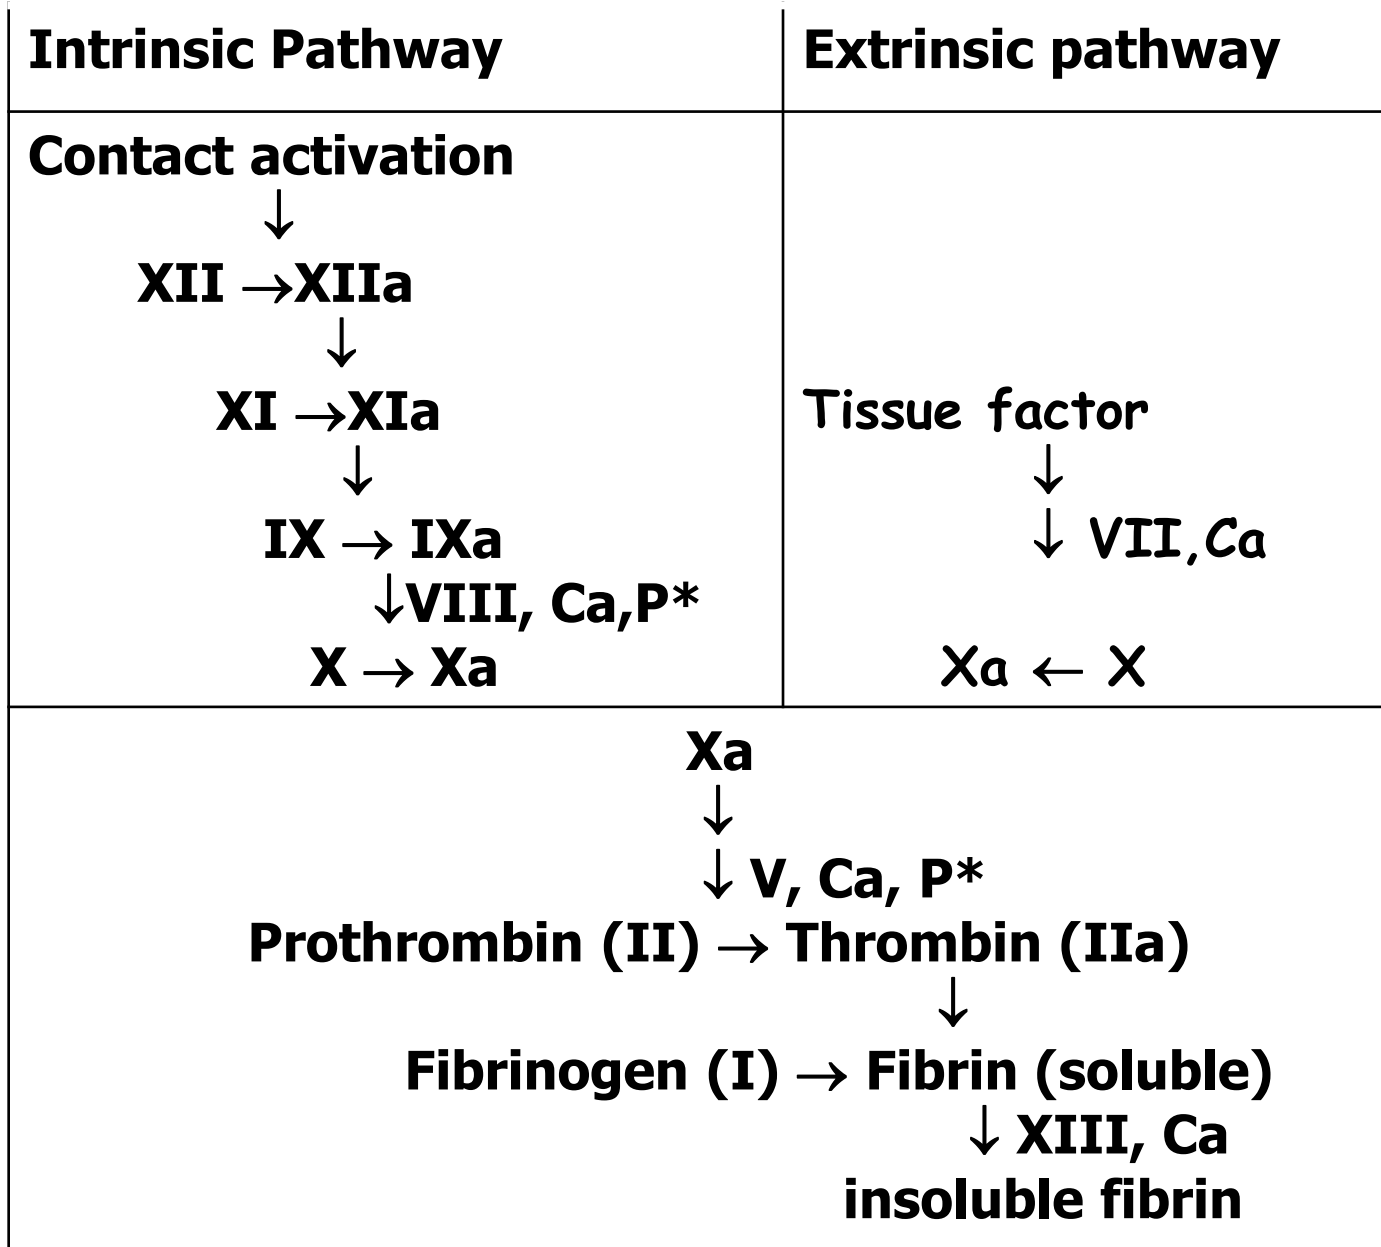 Intrinsic Pathway
Extrinsic pathway
Contact activation
↓
XII →XIIa
↓
XI →XIa
↓
IX → IXa
↓VIII, Ca,P*
X → Xa
Tissue factor
↓
↓ VII,Ca
Xa ← X
Xa
↓
↓ V, Ca, P*
Prothrombin (II) → Thrombin (IIa)
↓
Fibrinogen (I) → Fibrin (soluble)
↓ XIII, Ca
insoluble fibrin